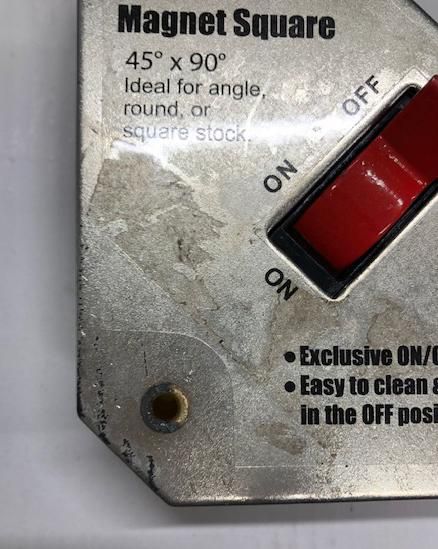 Magnet Square
45° x 90°
Ideal for angle,
round, or
square stock.
OFF
ON
ON
• Exclusive ON/
• Easy to clean
in the OFF